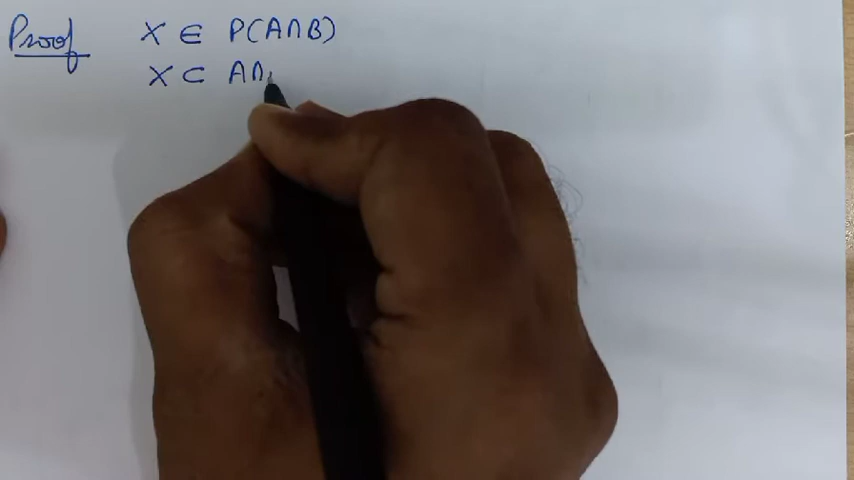 Proof X ∈ P(A∩B)
X ⊂ A∩